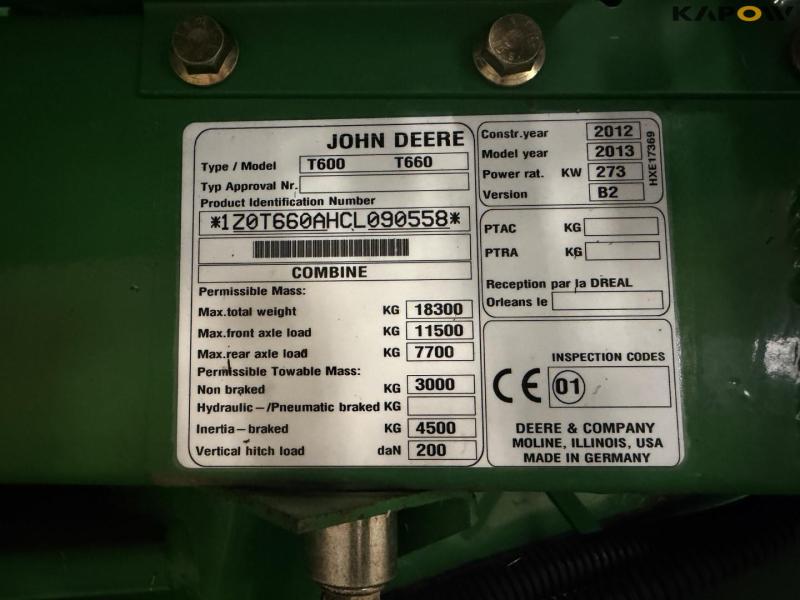 KAPOW
JOHN DEERE
Type / Model T600 T660
Typ Approval Nr.
Product Identification Number
*1Z0T660AHCL090558*
COMBINE
Permissible Mass:
Max.total weight KG 18300
Max.front axle load KG 11500
Max.rear axle load KG 7700
Permissible Towable Mass:
Non braked KG 3000
Hydraulic-/Pneumatic braked KG
Inertia-braked KG 4500
Vertical hitch load daN 200
Constr.year 2012
Model year 2013
Power rat. KW 273
Version B2
HXE17369
PTAC KG
PTRA KG
Reception par la DREAL
Orleans le
INSPECTION CODES
CE 01
DEERE & COMPANY
MOLINE, ILLINOIS, USA
MADE IN GERMANY